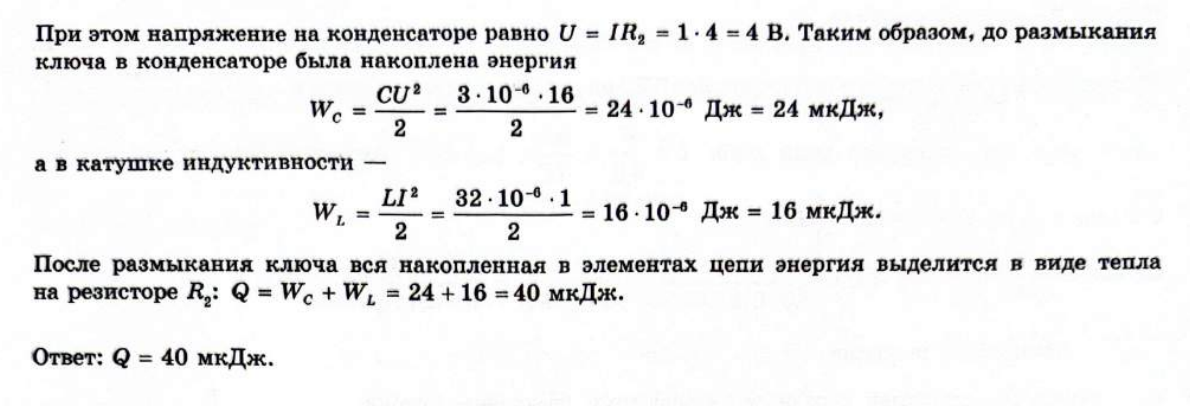 При этом напряжение на конденсаторе равно U = IR₂ = 1 · 4 = 4 В. Таким образом, до размыкания
ключа в конденсаторе была накоплена энергия
W_C = CU²/2 = 3 · 10⁻⁶ · 16/2 = 24 · 10⁻⁶ Дж = 24 мкДж,
а в катушке индуктивности —
W_L = LI²/2 = 32 · 10⁻⁶ · 1/2 = 16 · 10⁻⁶ Дж = 16 мкДж.
После размыкания ключа вся накопленная в элементах цепи энергия выделится в виде тепла
на резисторе R₂: Q = W_C + W_L = 24 + 16 = 40 мкДж.
Ответ: Q = 40 мкДж.